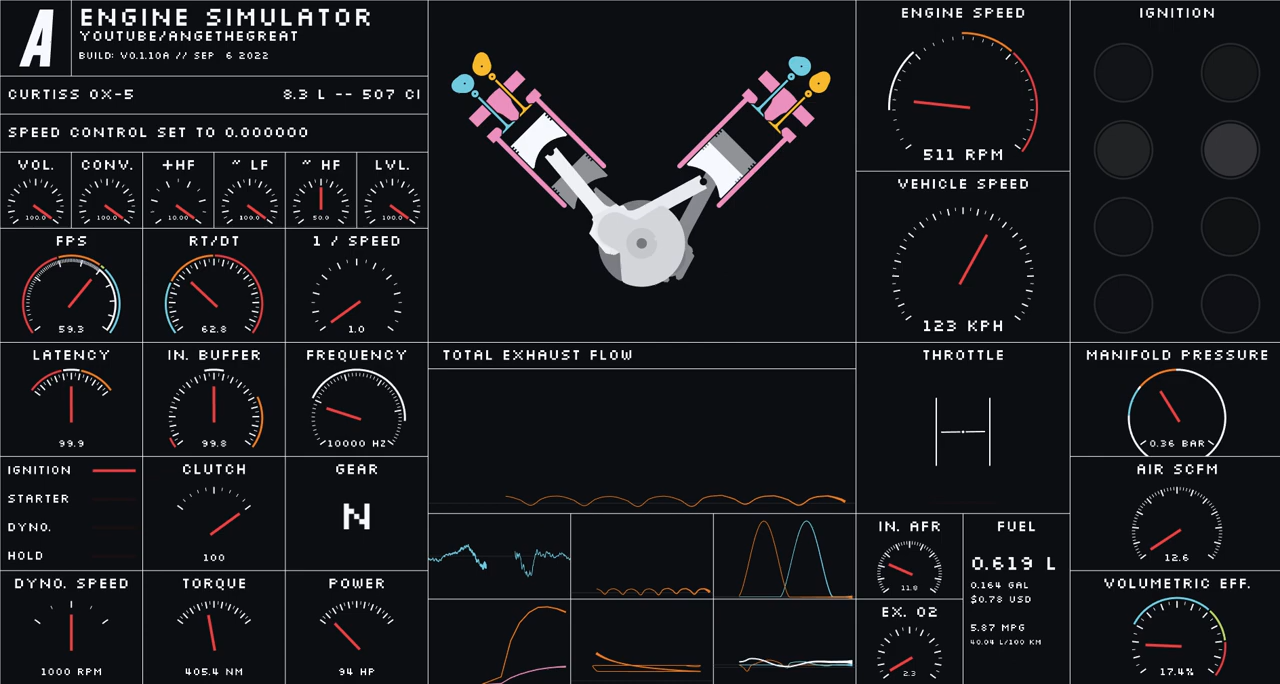 A
ENGINE SIMULATOR
YOUTUBE/ANGETHEGREAT
BUILD: V0.1.10A // SEP 6 2022
CURTISS OX-5
8.3 L -- 507 CI
SPEED CONTROL SET TO 0.000000
VOL.
100.0
CONV.
100.0
+HF
10.00
~ LF
100.0
~ HF
50.0
LVL.
100.0
FPS
59.3
RT/DT
62.8
1 / SPEED
1.0
LATENCY
99.9
IN. BUFFER
99.8
FREQUENCY
10000 HZ
IGNITION
STARTER
DYNO.
HOLD
CLUTCH
100
GEAR
N
DYNO. SPEED
1000 RPM
TORQUE
405.4 NM
POWER
94 HP
TOTAL EXHAUST FLOW
ENGINE SPEED
511 RPM
VEHICLE SPEED
123 KPH
THROTTLE
IN. AFR
11.8
EX. O2
2.3
FUEL
0.619 L
0.164 GAL
$0.78 USD
5.87 MPG
40.04 L/100 KM
IGNITION
MANIFOLD PRESSURE
0.36 BAR
AIR SCFM
12.6
VOLUMETRIC EFF.
17.4%